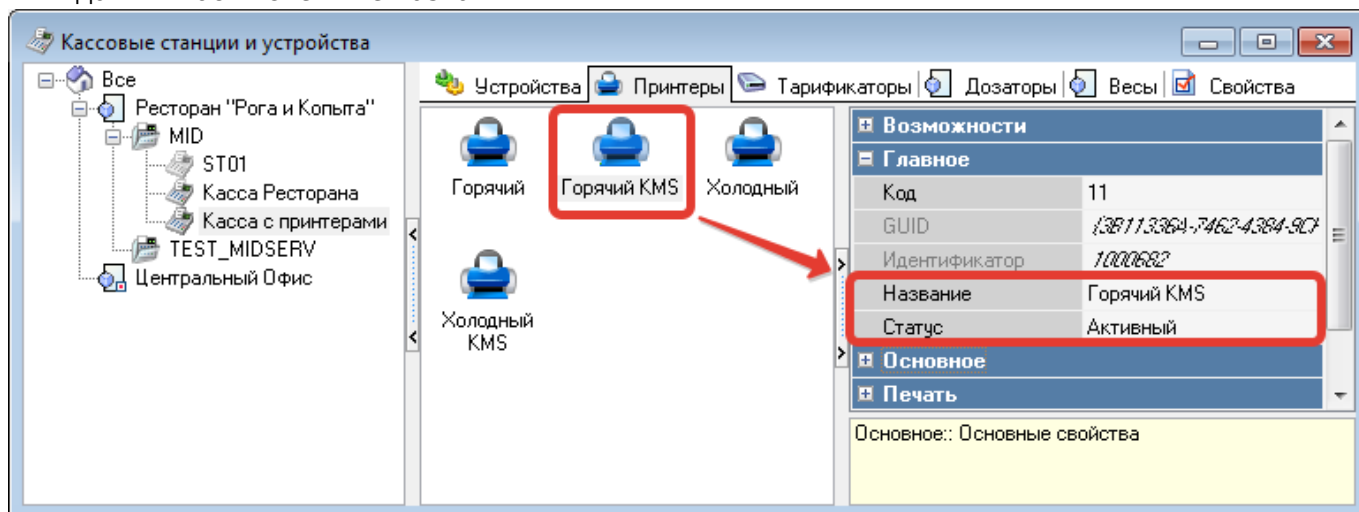 Кассовые станции и устройства
Все
Ресторан "Рога и Копыта"
MID
ST01
Касса Ресторана
Касса с принтерами
TEST_MIDSERV
Центральный Офис
Устройства Принтеры Тарификаторы Дозаторы Весы Свойства
Горячий Горячий KMS Холодный
Холодный
KMS
Возможности
Главное
Код 11
GUID
Идентификатор 1000682
Название Горячий KMS
Статус Активный
Основное
Печать
Основное:: Основные свойства